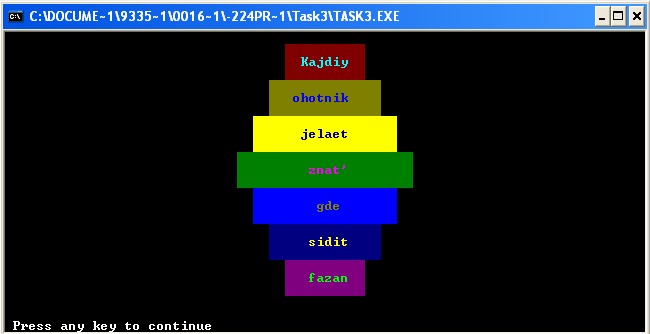 C:\DOCUME~1\9335~1\0016~1\-224PR~1\Task3\TASK3.EXE
Kajdiy
ohotnik
jelaet
znat'
gde
sidit
fazan
Press any key to continue